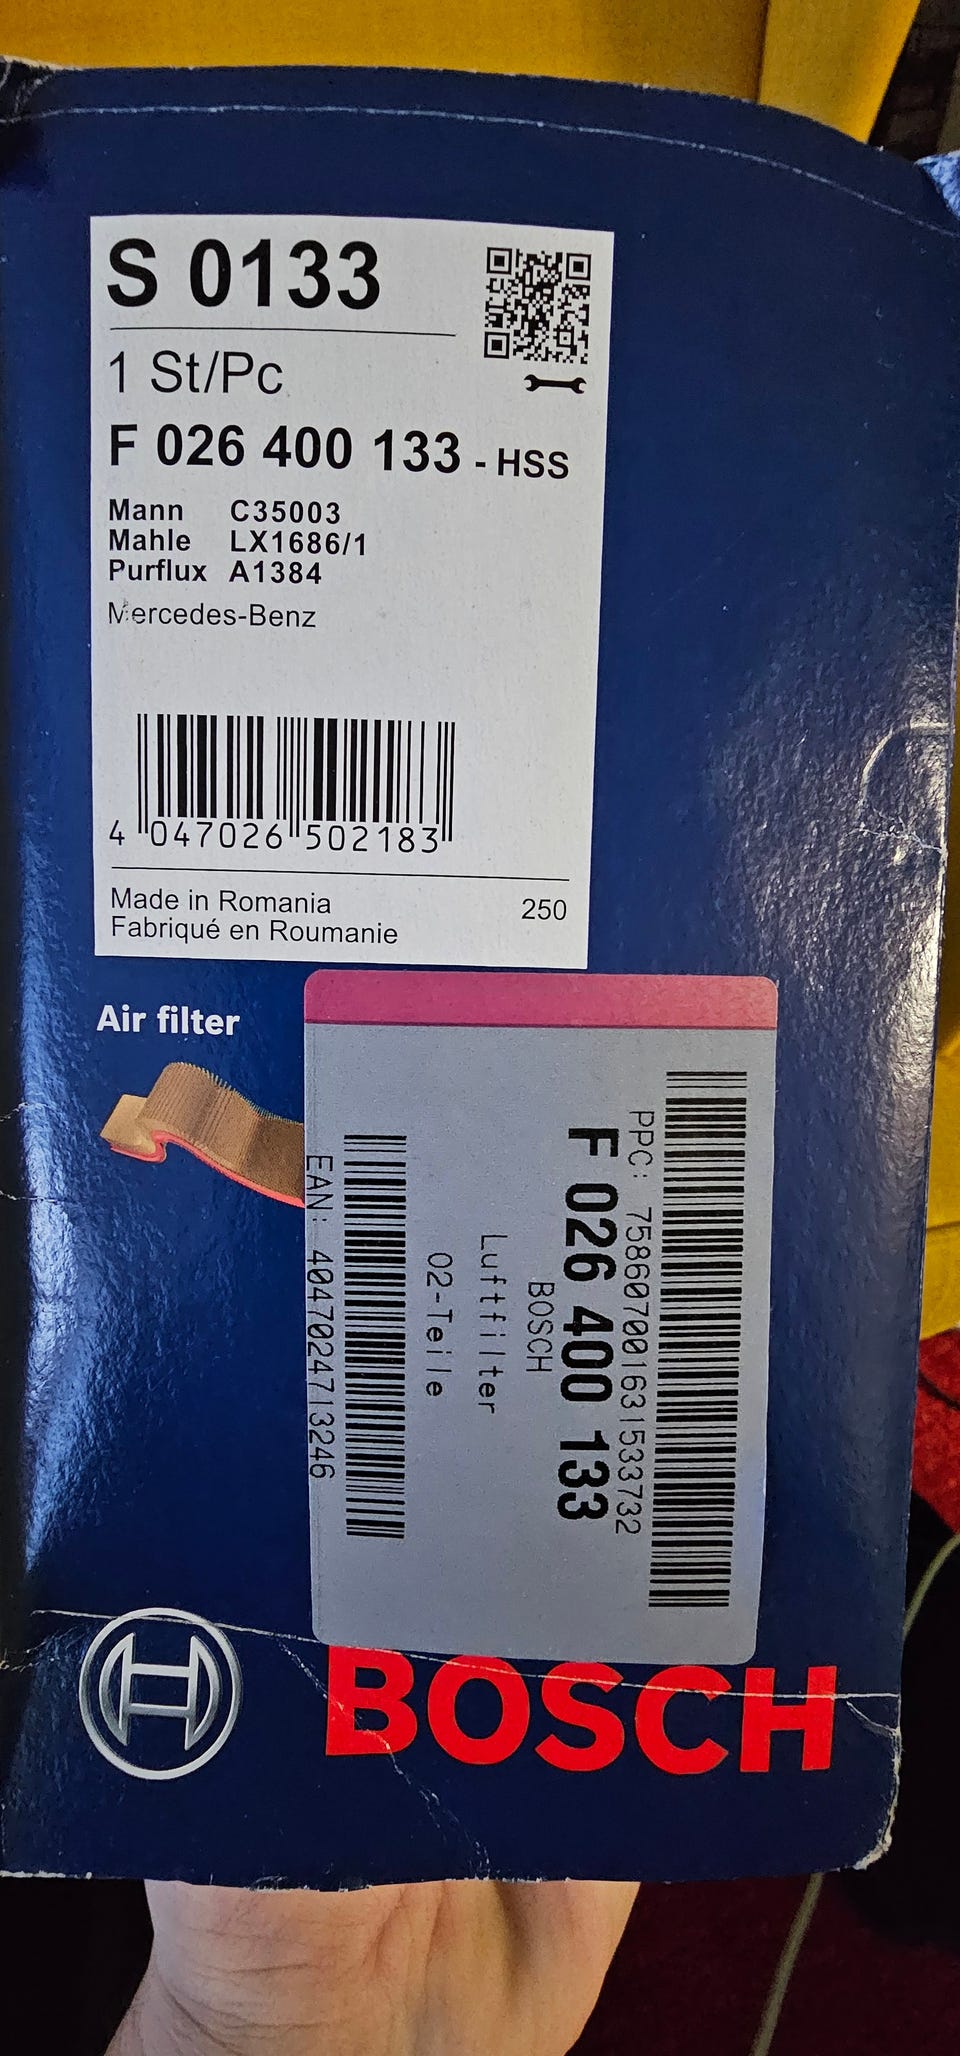 S 0133
1 St/Pc
F 026 400 133 - HSS
Mann C35003
Mahle LX1686/1
Purflux A1384
Mercedes-Benz
4 047026 502183
Made in Romania
Fabriqué en Roumanie
250
Air filter
PPC: 7586070016315337​32
F 026 400 133
BOSCH
Luftfilter
02-Teile
EAN: 4047024713246
BOSCH